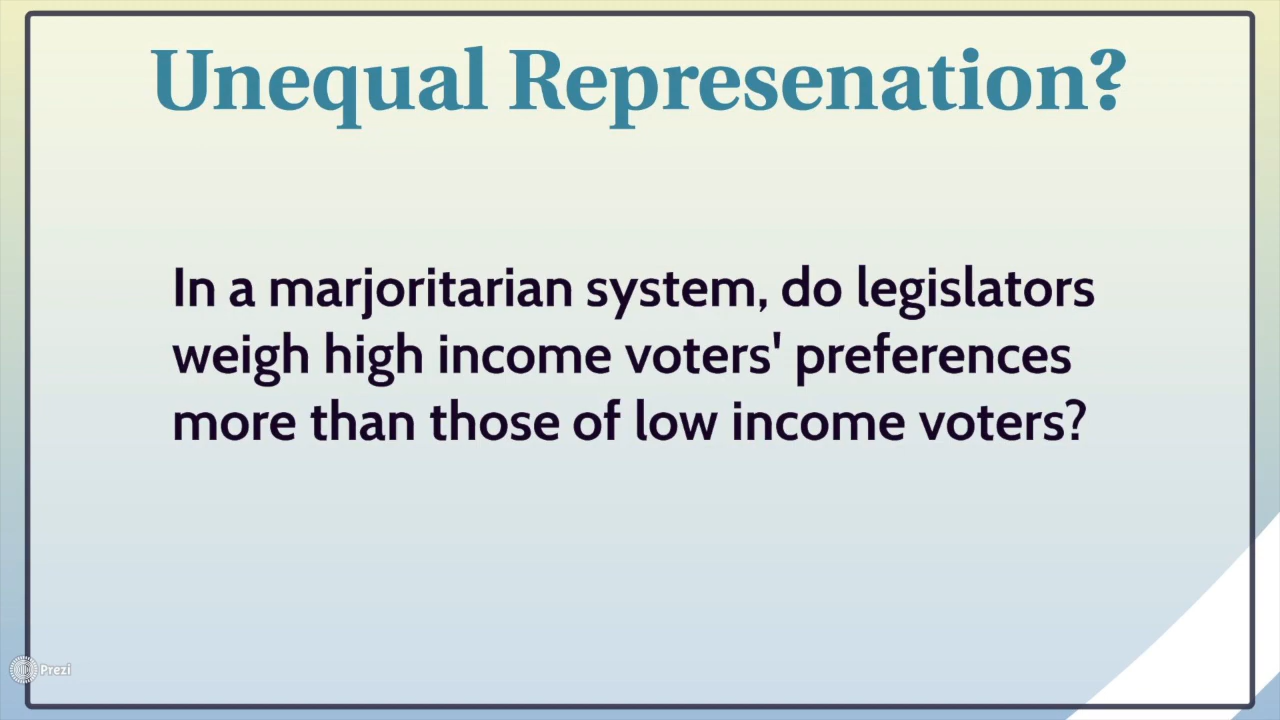 Unequal Represenation?
In a marjoritarian system, do legislators
weigh high income voters' preferences
more than those of low income voters?
Prezi